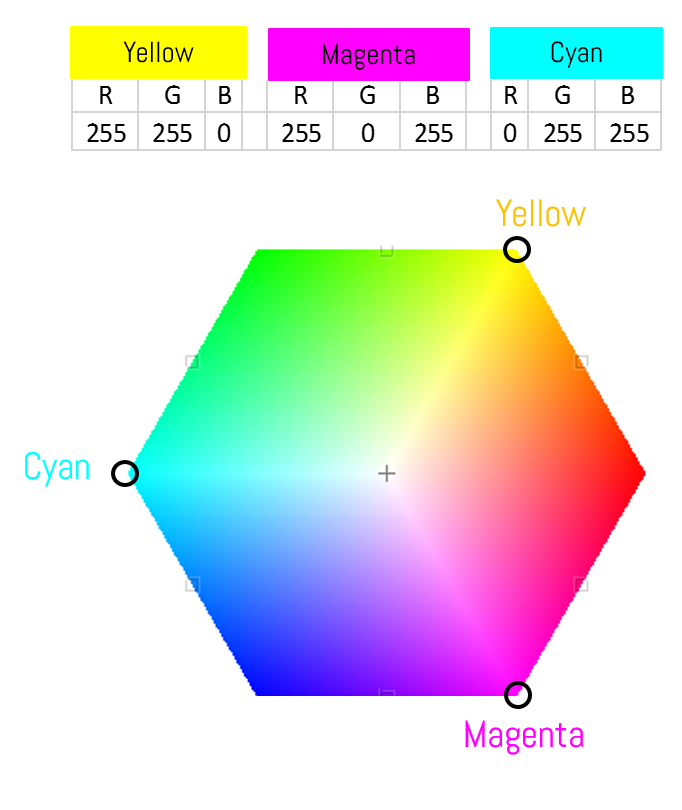 Yellow Magenta Cyan
R G B R G B R G B
255 255 0 255 0 255 0 255 255
Yellow
Cyan
Magenta